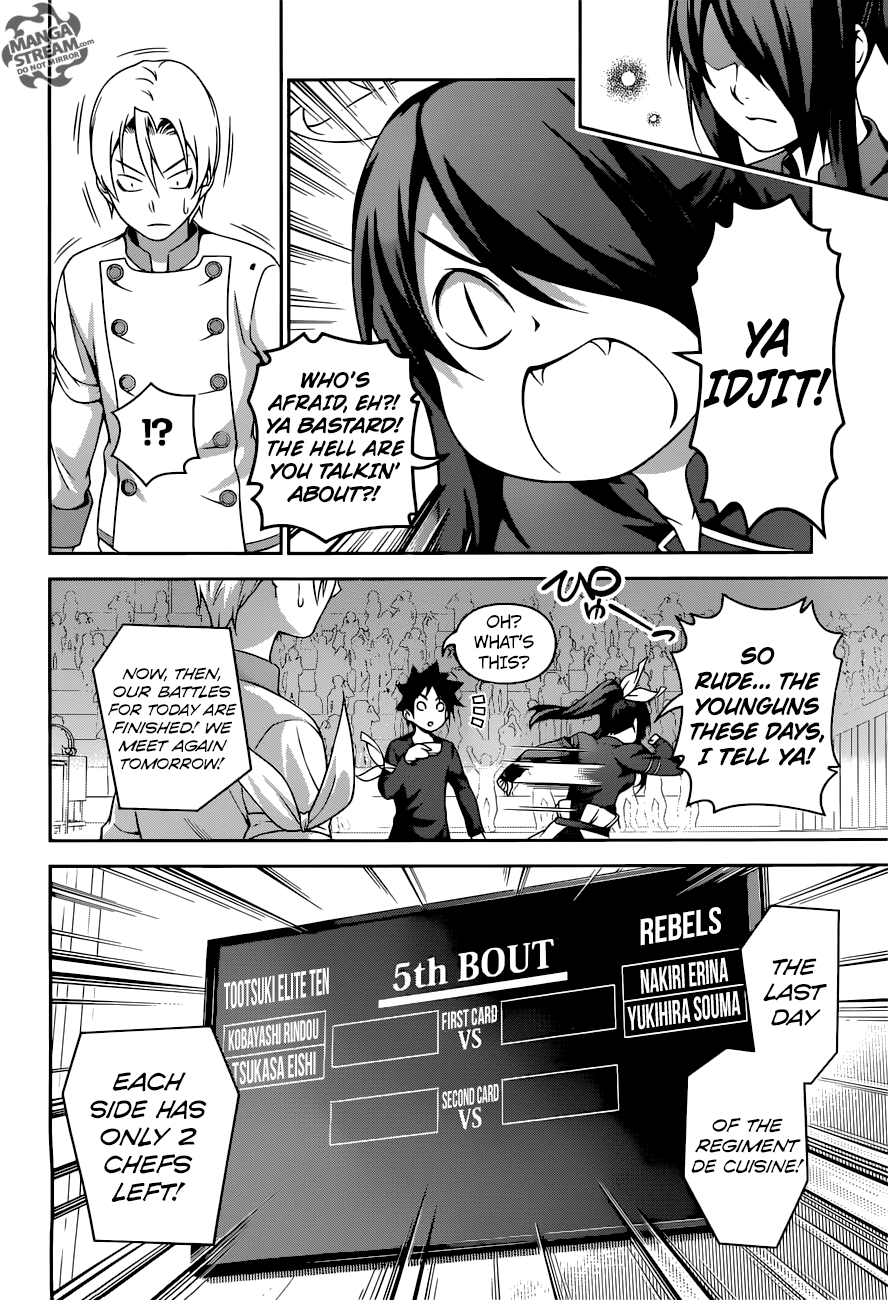 MANGA
STREAM.COM
DO NOT MIRROR
YA
IDJIT!
WHO'S
AFRAID, EH?!
YA BASTARD!
THE HELL ARE
YOU TALKIN'
ABOUT?!
!?
ぴゅー
SO
RUDE... THE
YOUNGUNS
THESE DAYS,
I TELL YA!
OH?
WHAT'S
THIS?
NOW, THEN,
OUR BATTLES
FOR TODAY ARE
FINISHED! WE
MEET AGAIN
TOMORROW!
THE
LAST
DAY
OF THE
REGIMENT
DE CUISINE!
5th BOUT
TOOTSUKI ELITE TEN
KOBAYASHI RINDOU
TSUKASA EISHI
FIRST CARD
VS
SECOND CARD
VS
REBELS
NAKIRI ERINA
YUKIHIRA SOUMA
EACH
SIDE HAS
ONLY 2
CHEFS
LEFT!